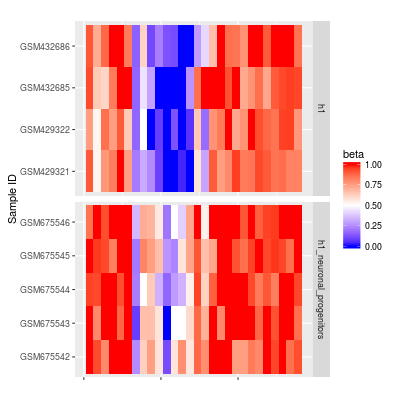 Sample ID
GSM432686
GSM432685
GSM429322
GSM429321
h1
GSM675546
GSM675545
GSM675544
GSM675543
GSM675542
h1_neuronal_progenitors
beta
1.00
0.75
0.50
0.25
0.00